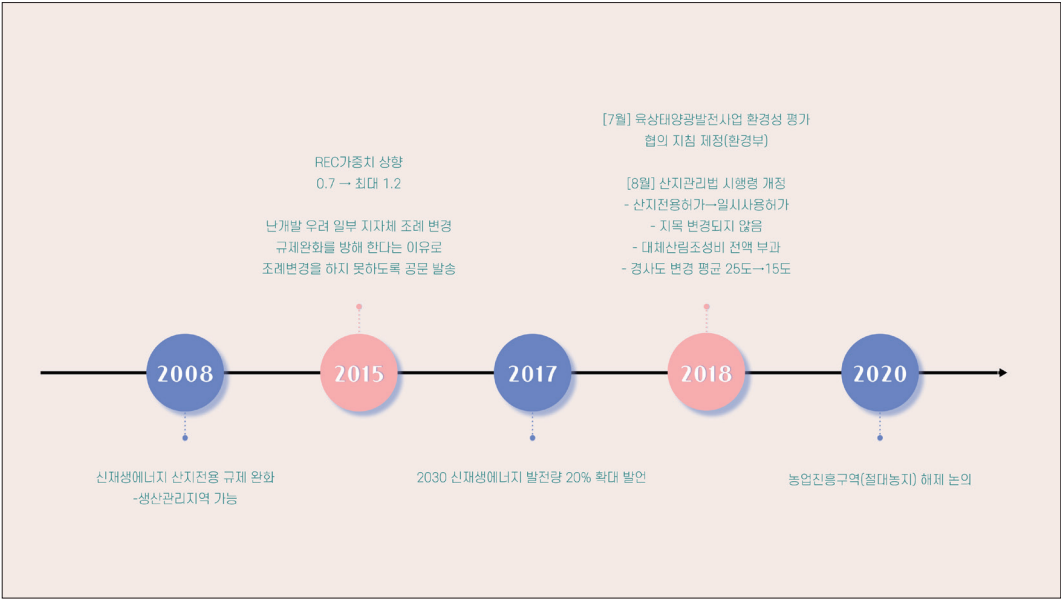 [7월] 육상태양광발전사업 환경성 평가
협의 지침 제정(환경부)
REC가중치 상향
0.7 → 최대 1.2
[8월] 산지관리법 시행령 개정
- 산지전용허가→일시사용허가
- 지목 변경되지 않음
- 대체산림조성비 전액 부과
- 경사도 변경 평균 25도→15도
난개발 우려 일부 지자체 조례 변경
규제완화를 방해 한다는 이유로
조례변경을 하지 못하도록 공문 발송
2008
2015
2017
2018
2020
신재생에너지 산지전용 규제 완화
-생산관리지역 가능
2030 신재생에너지 발전량 20% 확대 발언
농업진흥구역(절대농지) 해제 논의